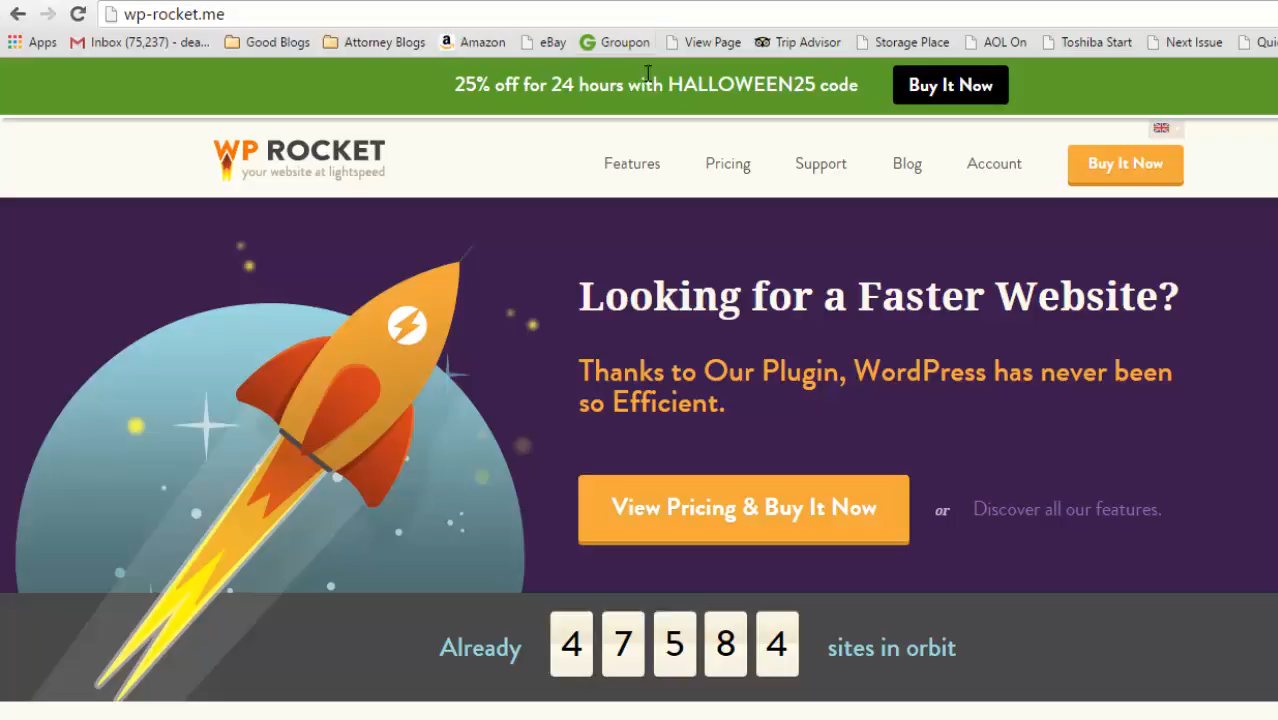 wp-rocket.me
Apps Inbox (75,237) - dea... Good Blogs Attorney Blogs Amazon eBay Groupon View Page Trip Advisor Storage Place AOL On Toshiba Start Next Issue Qui
25% off for 24 hours with HALLOWEEN25 code Buy It Now
WP ROCKET
your website at lightspeed
Features Pricing Support Blog Account Buy It Now
Looking for a Faster Website?
Thanks to Our Plugin, WordPress has never been
so Efficient.
View Pricing & Buy It Now or Discover all our features.
Already 4 7 5 8 4 sites in orbit